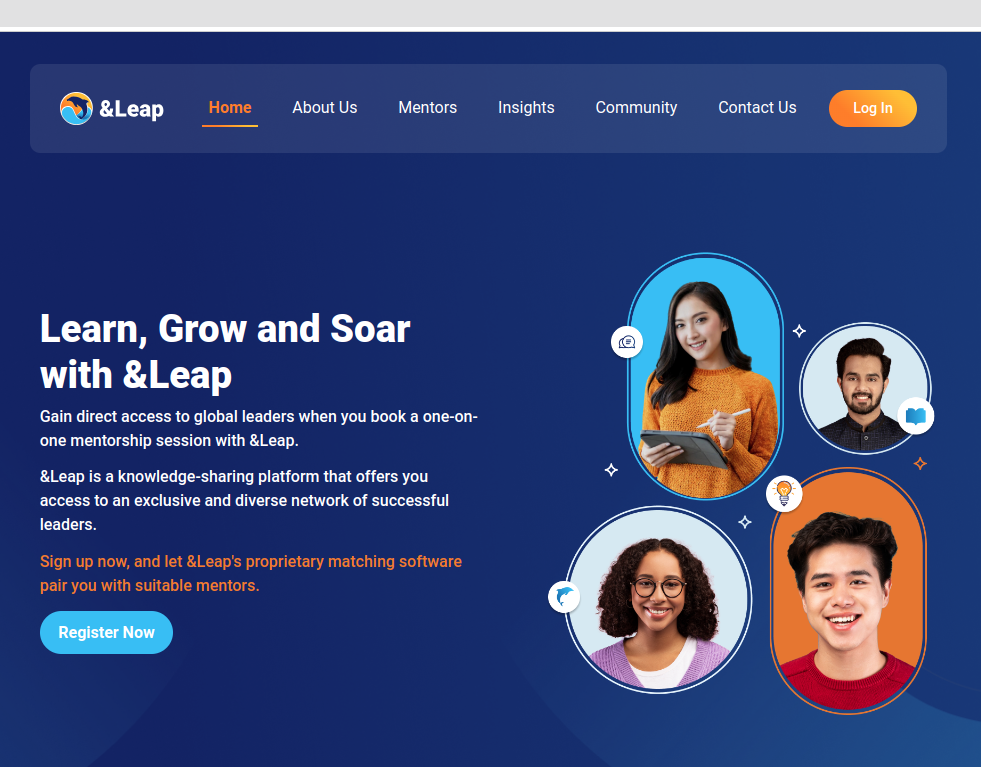 &Leap Home About Us Mentors Insights Community Contact Us Log In
Learn, Grow and Soar
with &Leap
Gain direct access to global leaders when you book a one-on-
one mentorship session with &Leap.
&Leap is a knowledge-sharing platform that offers you
access to an exclusive and diverse network of successful
leaders.
Sign up now, and let &Leap's proprietary matching software
pair you with suitable mentors.
Register Now